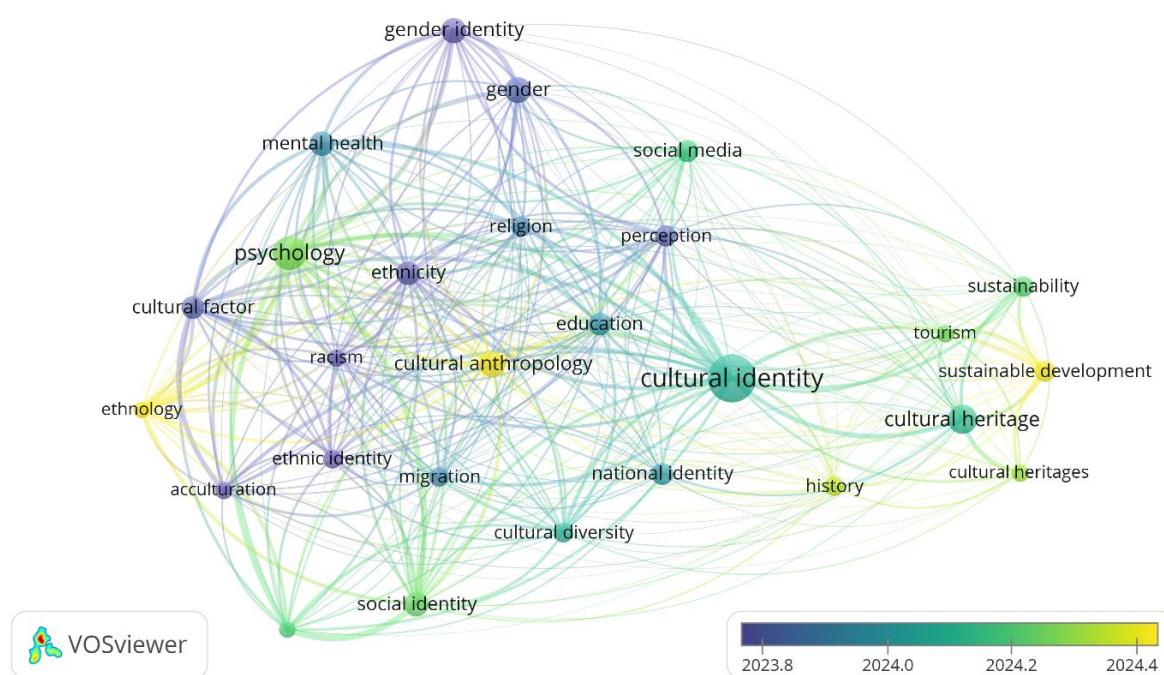 gender identity
gender
mental health
social media
religion
perception
psychology
ethnicity
cultural factor
sustainability
education
tourism
racism
cultural anthropology
sustainable development
cultural identity
ethnology
cultural heritage
ethnic identity
migration
national identity
cultural heritages
acculturation
history
cultural diversity
social identity
VOSviewer
2023.8 2024.0 2024.2 2024.4